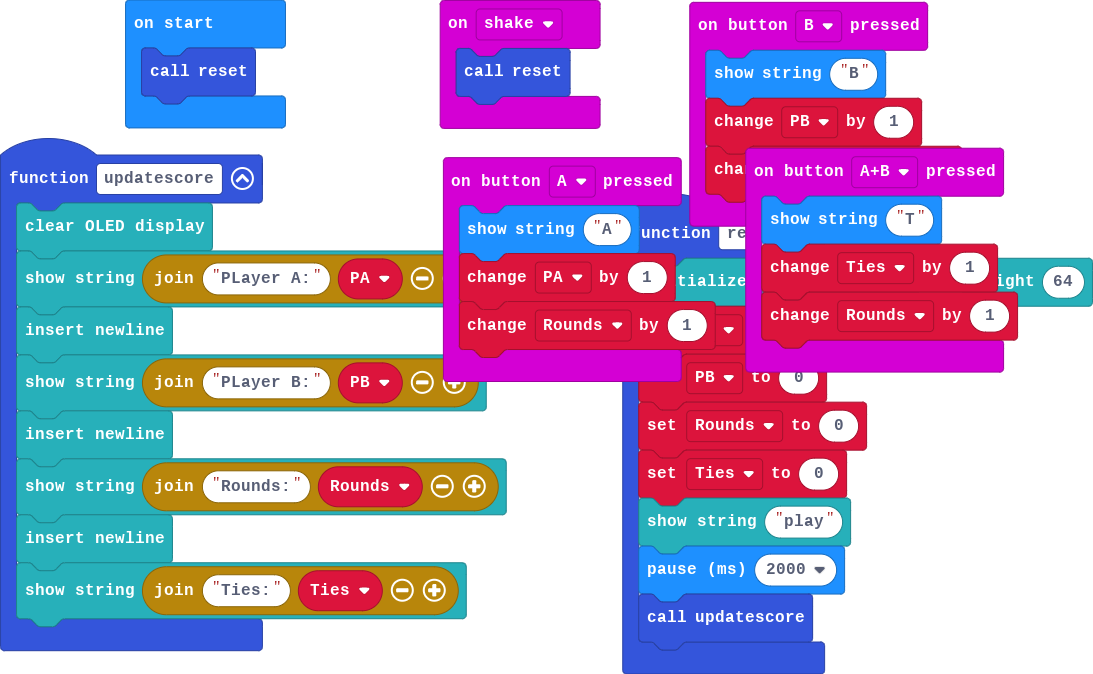 on start
call reset
on shake
call reset
on button B pressed
show string "B"
change PB by 1
cha
function updatescore
clear OLED display
show string join "PLayer A:" PA
insert newline
show string join "PLayer B:" PB
insert newline
show string join "Rounds:" Rounds
insert newline
show string join "Ties:" Ties
on button A pressed
show string "A"
change PA by 1
change Rounds by 1
on button A+B pressed
show string "T"
change Ties by 1
change Rounds by 1
unction re
tialize ight 64
PB to 0
set Rounds to 0
set Ties to 0
show string "play"
pause (ms) 2000
call updatescore